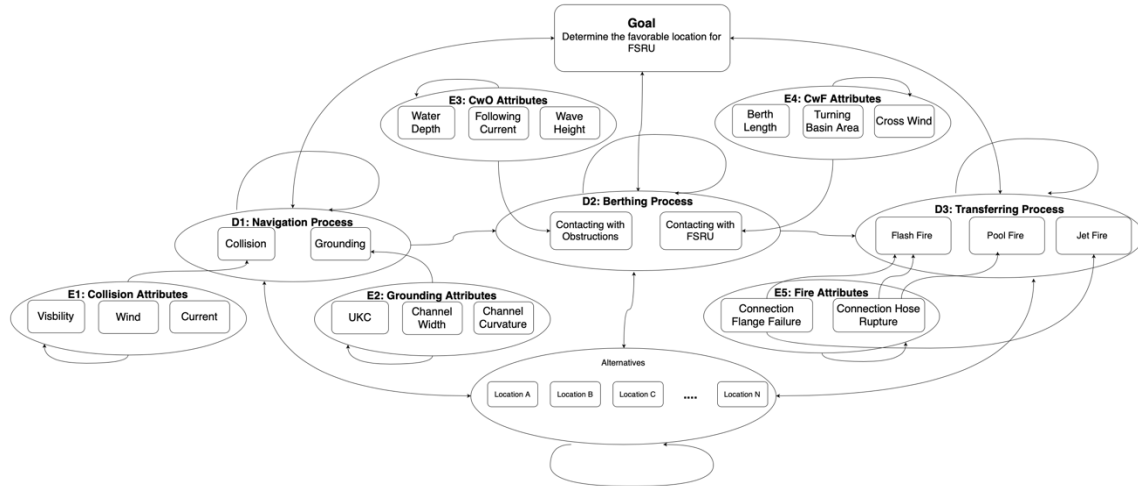 Goal
Determine the favorable location for
FSRU
E3: CwO Attributes
Water
Depth
Following
Current
Wave
Height
E4: CwF Attributes
Berth
Length
Turning
Basin Area
Cross Wind
D1: Navigation Process
Collision
Grounding
D2: Berthing Process
Contacting with
Obstructions
Contacting with
FSRU
D3: Transferring Process
Flash Fire
Pool Fire
Jet Fire
E1: Collision Attributes
Visbility
Wind
Current
E2: Grounding Attributes
UKC
Channel
Width
Channel
Curvature
E5: Fire Attributes
Connection
Flange Failure
Connection Hose
Rupture
Alternatives
Location A
Location B
Location C
....
Location N